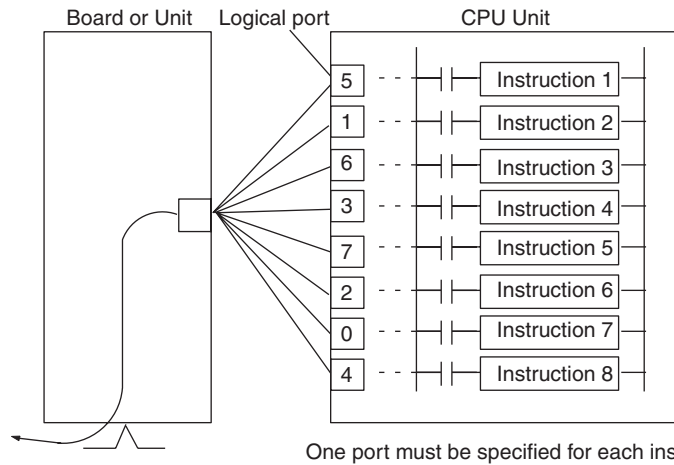 Board or Unit
Logical port
CPU Unit
5
Instruction 1
1
Instruction 2
6
Instruction 3
3
Instruction 4
7
Instruction 5
2
Instruction 6
0
Instruction 7
4
Instruction 8
One port must be specified for each ins